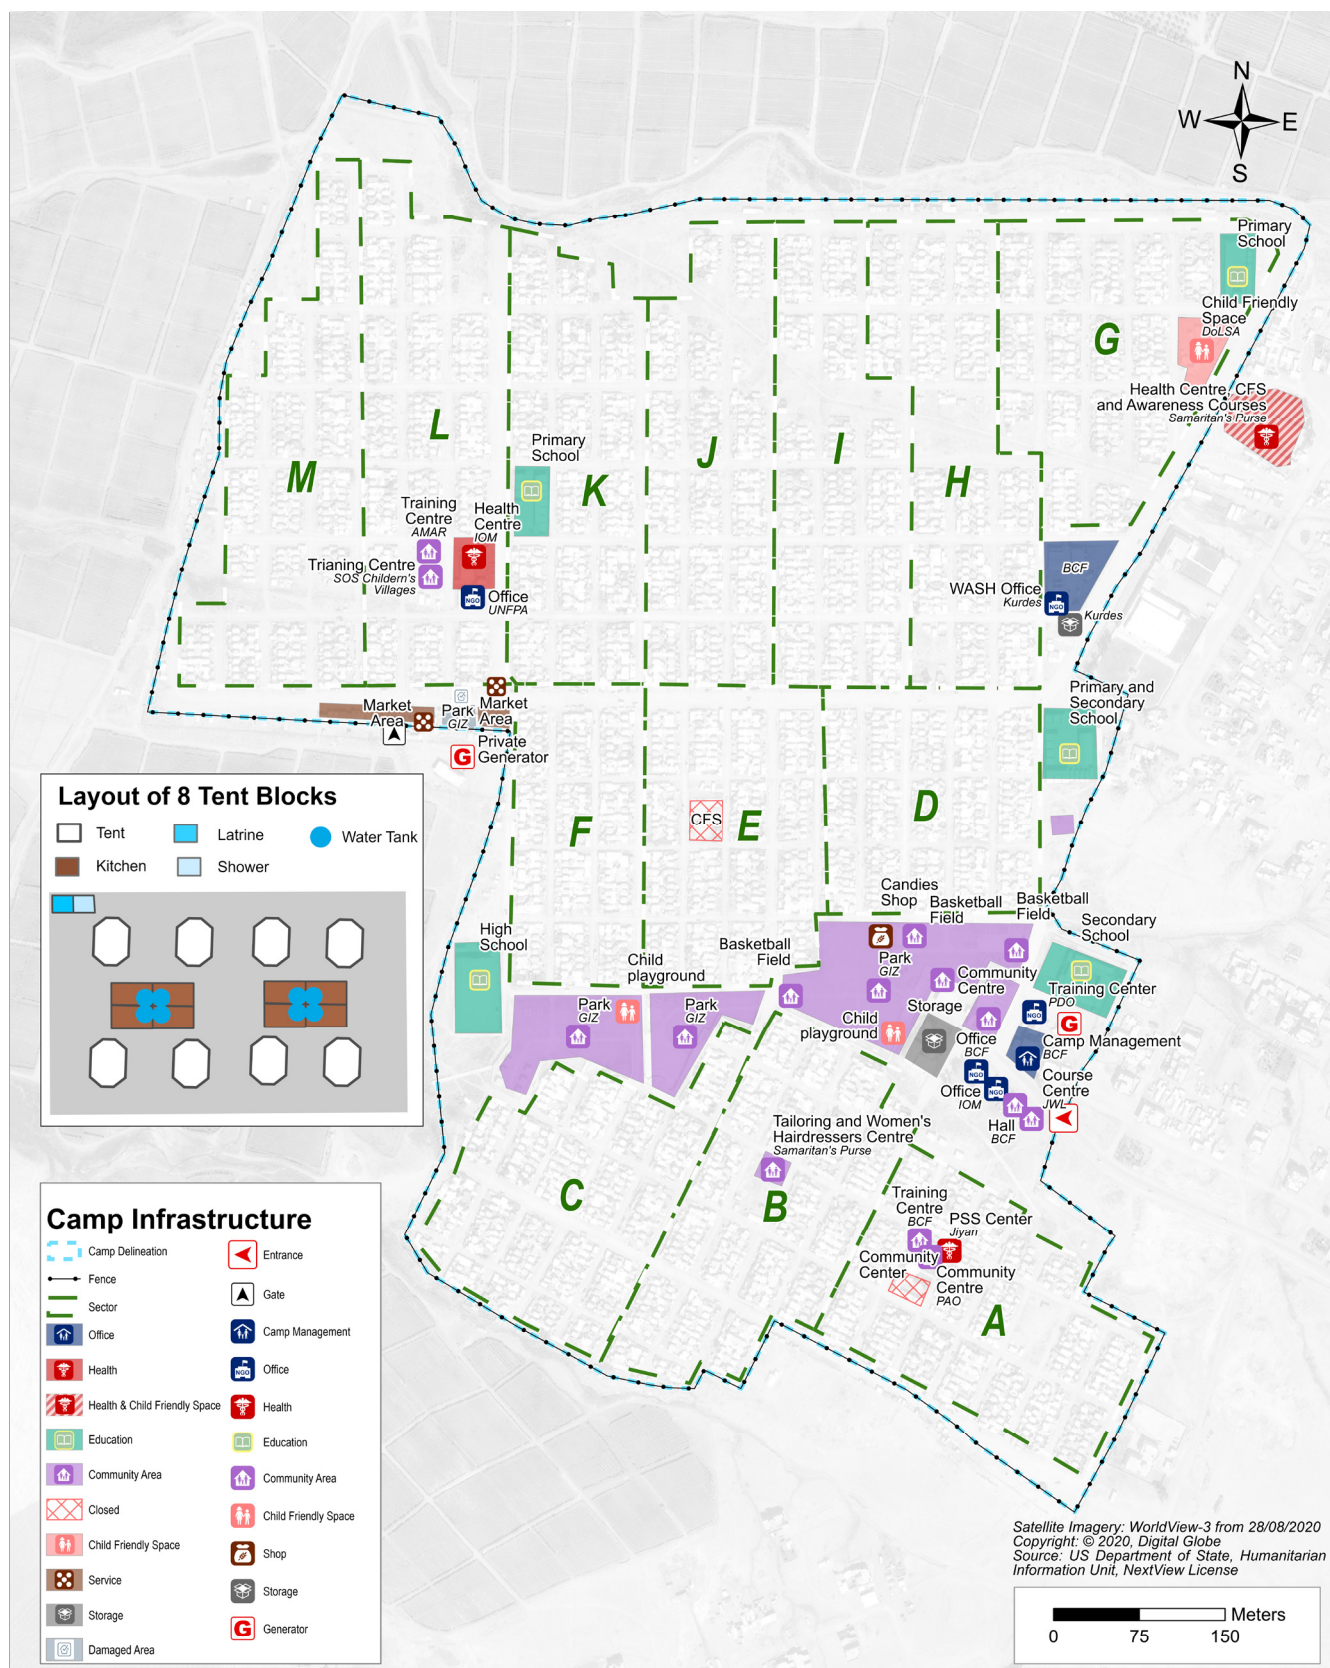 N
W
E
S
Primary
School
Child Friendly
Space
DoLSA
G
Health Centre, CFS
and Awareness Courses
Samaritan's Purse
L
M
K
J
I
H
Primary
School
Training
Centre
AMAR
Health
Centre
IOM
Trianing Centre
SOS Childern's
Villages
NGO
Office
UNFPA
BCF
WASH Office
Kurdes
NGO
Kurdes
Market
Area
Park
GIZ
Market
Area
G
Private
Generator
Primary and
Secondary
School
F
CFS
E
D
Layout of 8 Tent Blocks
Tent
Latrine
Water Tank
Kitchen
Shower
High
School
Child
playground
Park
GIZ
Park
GIZ
Basketball
Field
Candies
Shop
Basketball
Field
Basketball
Field
Park
GIZ
Community
Centre
Child
playground
Storage
Secondary
School
Training Center
PDO
NGO
G
Office
BCF
Camp Management
BCF
NGO
Office
IOM
NGO
Course
Centre
JWL
Hall
BCF
Tailoring and Women's
Hairdressers Centre
Samaritan's Purse
C
B
Training
Centre
BCF
PSS Center
Jiyan
Community
Center
Community
Centre
PAO
A
Camp Infrastructure
Camp Delineation
Fence
Sector
Office
Health
Health & Child Friendly Space
Education
Community Area
Closed
Child Friendly Space
Service
Storage
Damaged Area
Entrance
Gate
Camp Management
NGO
Office
Health
Education
Community Area
Child Friendly Space
Shop
Storage
G
Generator
Satellite Imagery: WorldView-3 from 28/08/2020
Copyright: © 2020, Digital Globe
Source: US Department of State, Humanitarian
Information Unit, NextView License
Meters
0
75
150